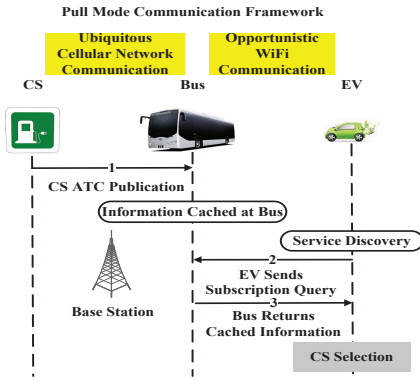 Pull Mode Communication Framework
Ubiquitous
Cellular Network
Communication
Opportunistic
WiFi
Communication
CS
Bus
EV
1
CS ATC Publication
Information Cached at Bus
Service Discovery
2
EV Sends
Subscription Query
3
Bus Returns
Cached Information
Base Station
CS Selection